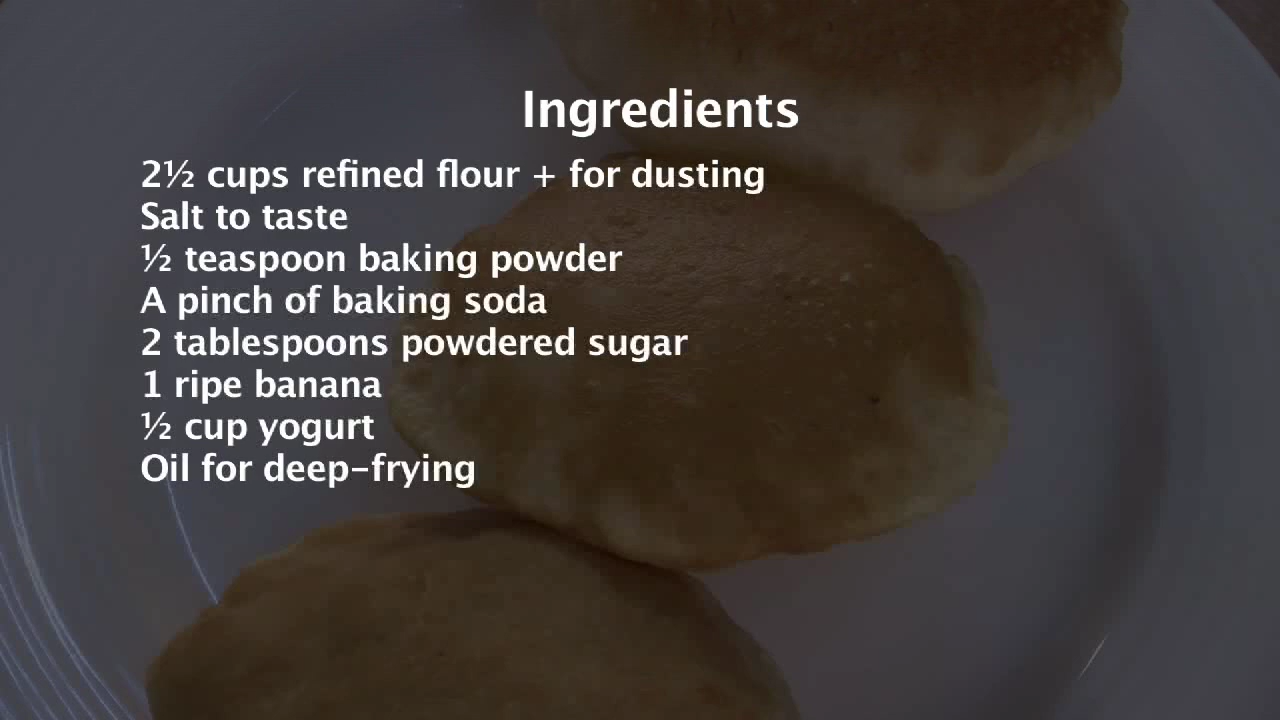 Ingredients
2½ cups refined flour + for dusting
Salt to taste
½ teaspoon baking powder
A pinch of baking soda
2 tablespoons powdered sugar
1 ripe banana
½ cup yogurt
Oil for deep-frying